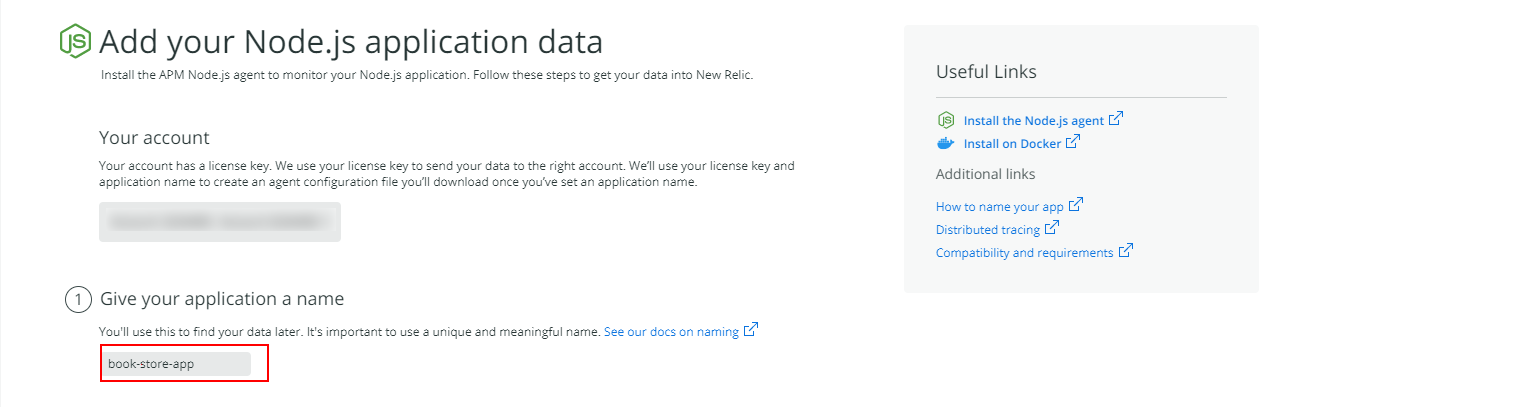 JS Add your Node.js application data
Install the APM Node.js agent to monitor your Node.js application. Follow these steps to get your data into New Relic.
Your account
Your account has a license key. We use your license key to send your data to the right account. We'll use your license key and
application name to create an agent configuration file you'll download once you've set an application name.
1 Give your application a name
You'll use this to find your data later. It's important to use a unique and meaningful name. See our docs on naming
book-store-app
Useful Links
JS Install the Node.js agent
Install on Docker
Additional links
How to name your app
Distributed tracing
Compatibility and requirements